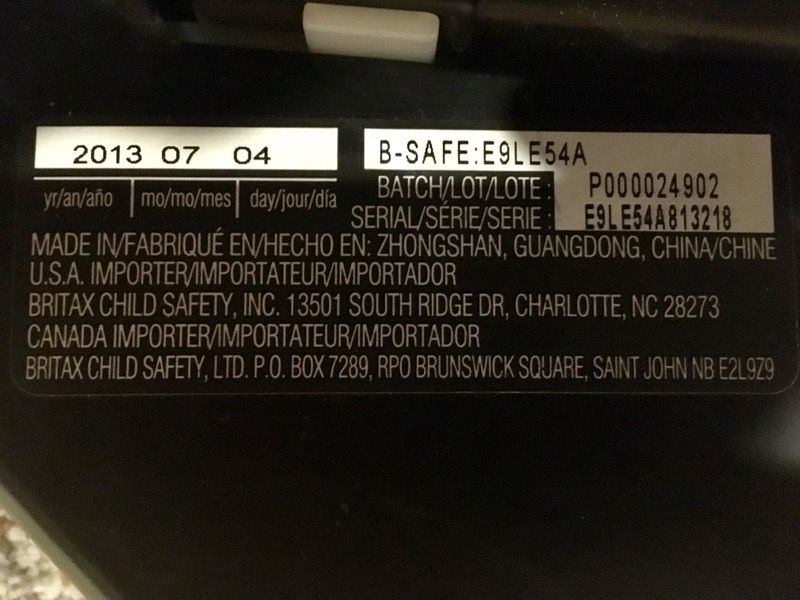 2013 07 04
yr/an/año mo/mo/mes day/jour/día
B-SAFE:E9LE54A
BATCH/LOT/LOTE: P000024902
SERIAL/SÉRIE/SERIE: E9LE54A813218
MADE IN/FABRIQUÉ EN/HECHO EN: ZHONGSHAN, GUANGDONG, CHINA/CHINE
U.S.A. IMPORTER/IMPORTATEUR/IMPORTADOR
BRITAX CHILD SAFETY, INC. 13501 SOUTH RIDGE DR, CHARLOTTE, NC 28273
CANADA IMPORTER/IMPORTATEUR/IMPORTADOR
BRITAX CHILD SAFETY, LTD. P.O. BOX 7289, RPO BRUNSWICK SQUARE, SAINT JOHN NB E2L9Z9